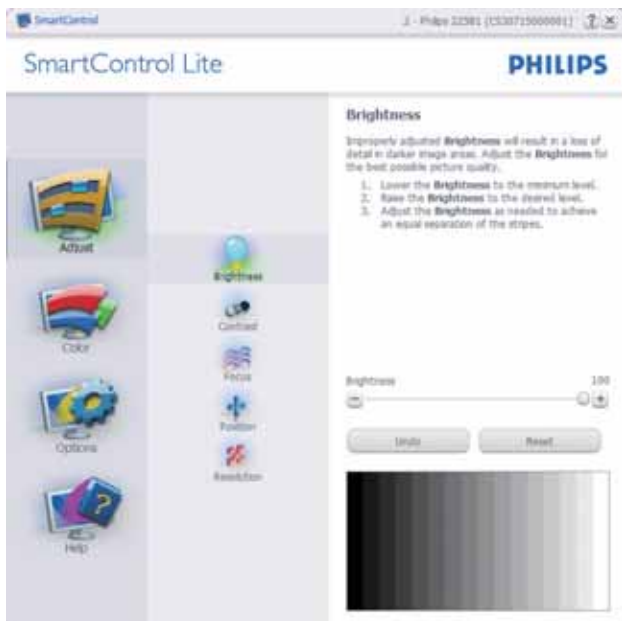 SmartControl
2 - Philips
SmartControl Lite
PHILIPS
Adjust
Color
Options
Help
Brightness
Contrast
Focus
Position
Resolution
Brightness
Improperly adjusted Brightness will result in a loss of
detail in darker image areas. Adjust the Brightness for
the best possible picture quality.
1. Lower the Brightness to the minimum level.
2. Raise the Brightness to the desired level.
3. Adjust the Brightness as needed to achieve
an equal separation of the stripes.
Brightness 100
Undo Reset